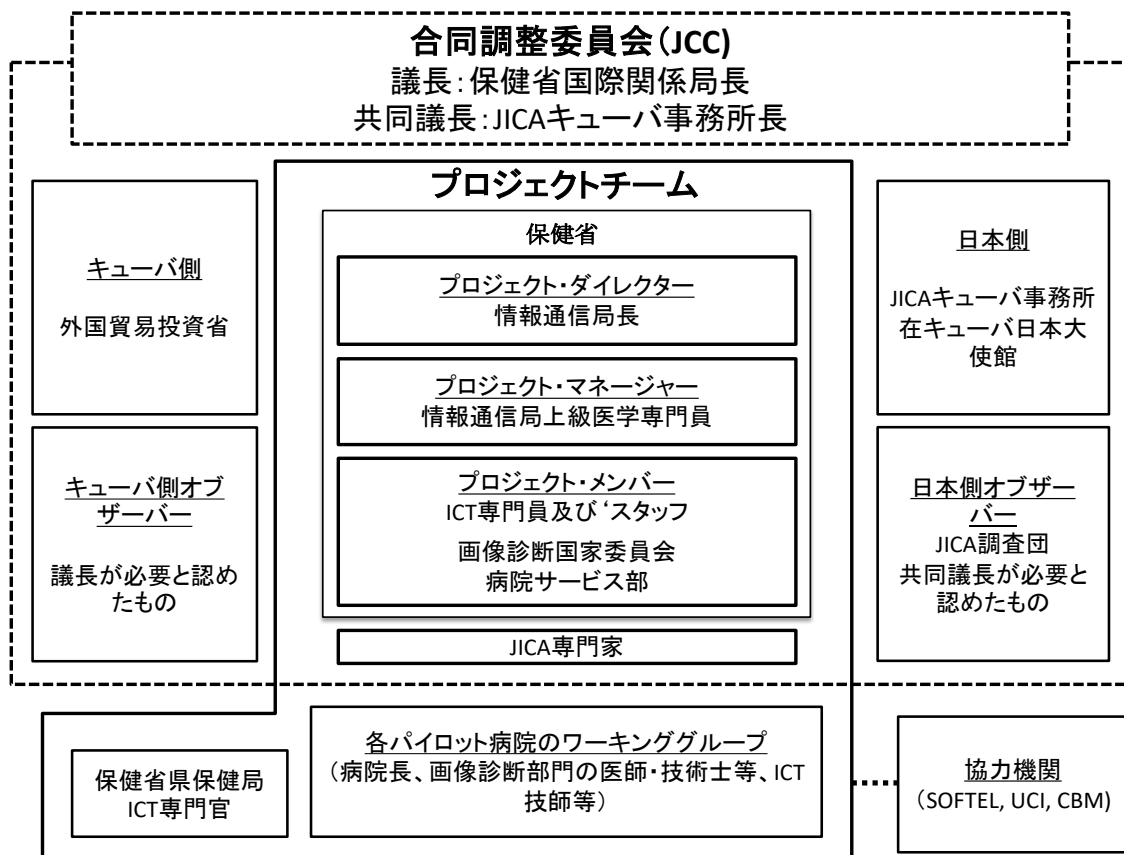 合同調整委員会(JCC)
議長:保健省国際関係局長
共同議長:JICAキューバ事務所長
プロジェクトチーム
保健省
プロジェクト・ダイレクター
情報通信局長
プロジェクト・マネージャー
情報通信局上級医学専門員
プロジェクト・メンバー
ICT専門員及び‘スタッフ
画像診断国家委員会
病院サービス部
JICA専門家
キューバ側
外国貿易投資省
キューバ側オブ
ザーバー
議長が必要と認め
たもの
日本側
JICAキューバ事務所
在キューバ日本大
使館
日本側オブザー
バー
JICA調査団
共同議長が必要と
認めたもの
保健省県保健局
ICT専門官
各パイロット病院のワーキンググループ
(病院長、画像診断部門の医師・技術士等、ICT
技師等)
協力機関
(SOFTEL, UCI, CBM)